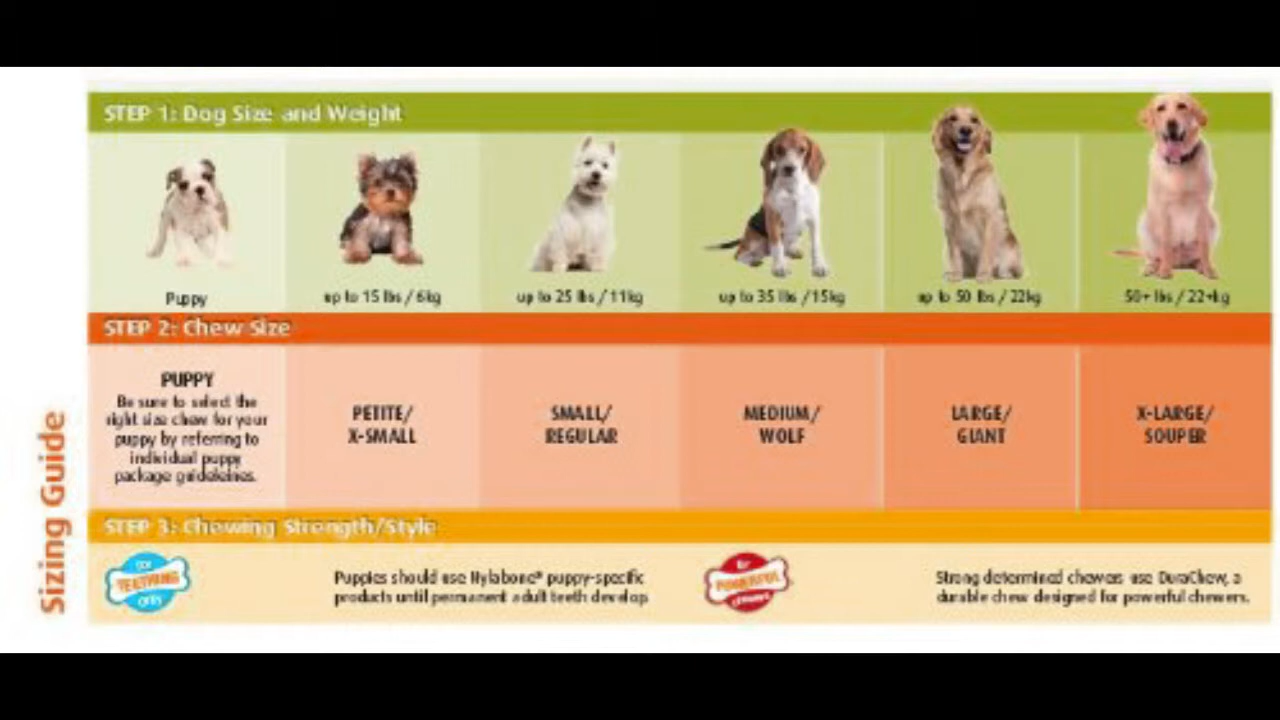 STEP 1: Dog Size and Weight
Puppy
up to 15 lbs / 6kg
up to 25 lbs / 11kg
up to 35 lbs / 15kg
up to 50 lbs / 22kg
50+ lbs / 22+kg
STEP 2: Chew Size
PUPPY
Be sure to select the
right size chew for your
puppy by referring to
individual puppy
package guideleines.
PETITE/
X-SMALL
SMALL/
REGULAR
MEDIUM/
WOLF
LARGE/
GIANT
X-LARGE/
SOUPER
Sizing Guide
STEP 3: Chewing Strength/Style
for
TEETHING
only
Puppies should use Nylabone® puppy-specific
products until permanent adult teeth develop
for
POWERFUL
chewers
Strong determined chewers use DuraChew, a
durable chew designed for powerful chewers.